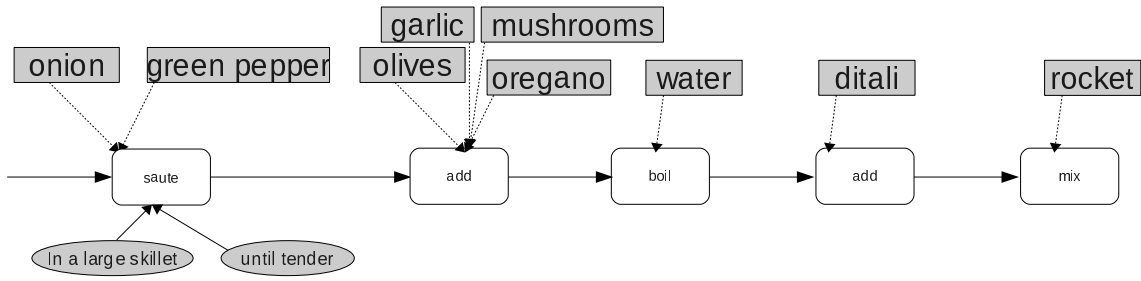 garlic
mushrooms
onion
green pepper
olives
oregano
water
ditali
rocket
saute
add
boil
add
mix
In a large skillet
until tender